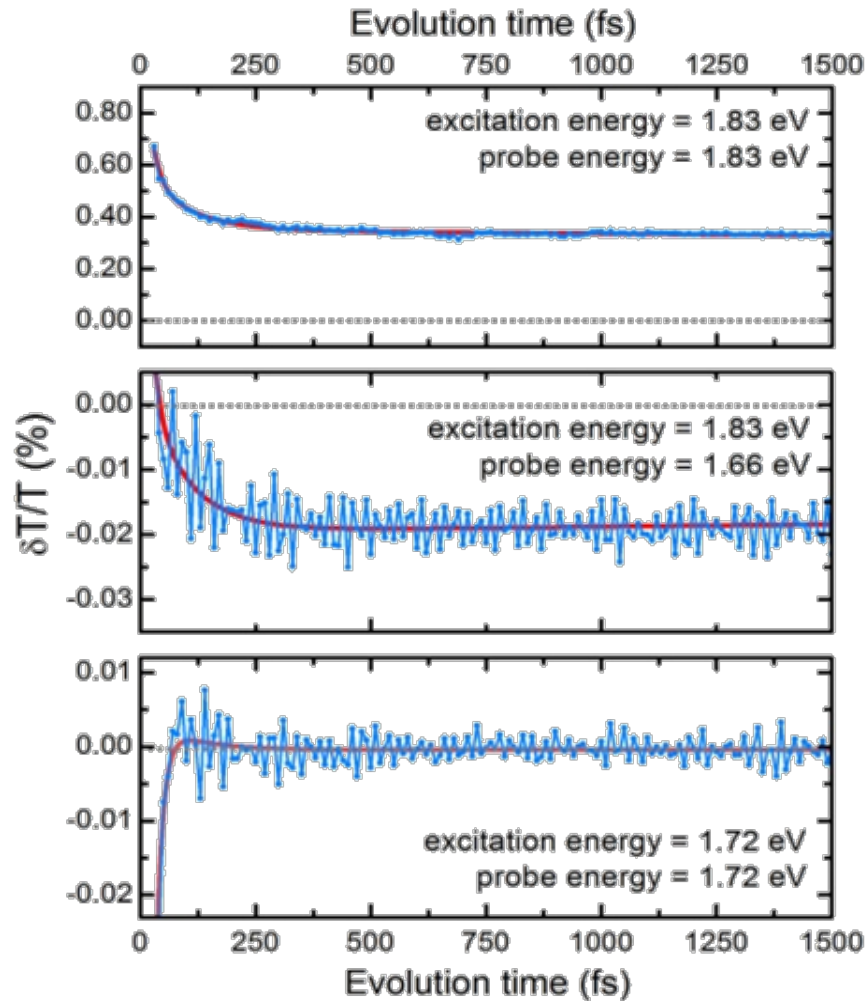 Evolution time (fs)
0 250 500 750 1000 1250 1500
0.80
0.60
0.40
0.20
0.00
excitation energy = 1.83 eV
probe energy = 1.83 eV
δT/T (%)
0.00
-0.01
-0.02
-0.03
excitation energy = 1.83 eV
probe energy = 1.66 eV
0.01
0.00
-0.01
-0.02
excitation energy = 1.72 eV
probe energy = 1.72 eV
0 250 500 750 1000 1250 1500
Evolution time (fs)